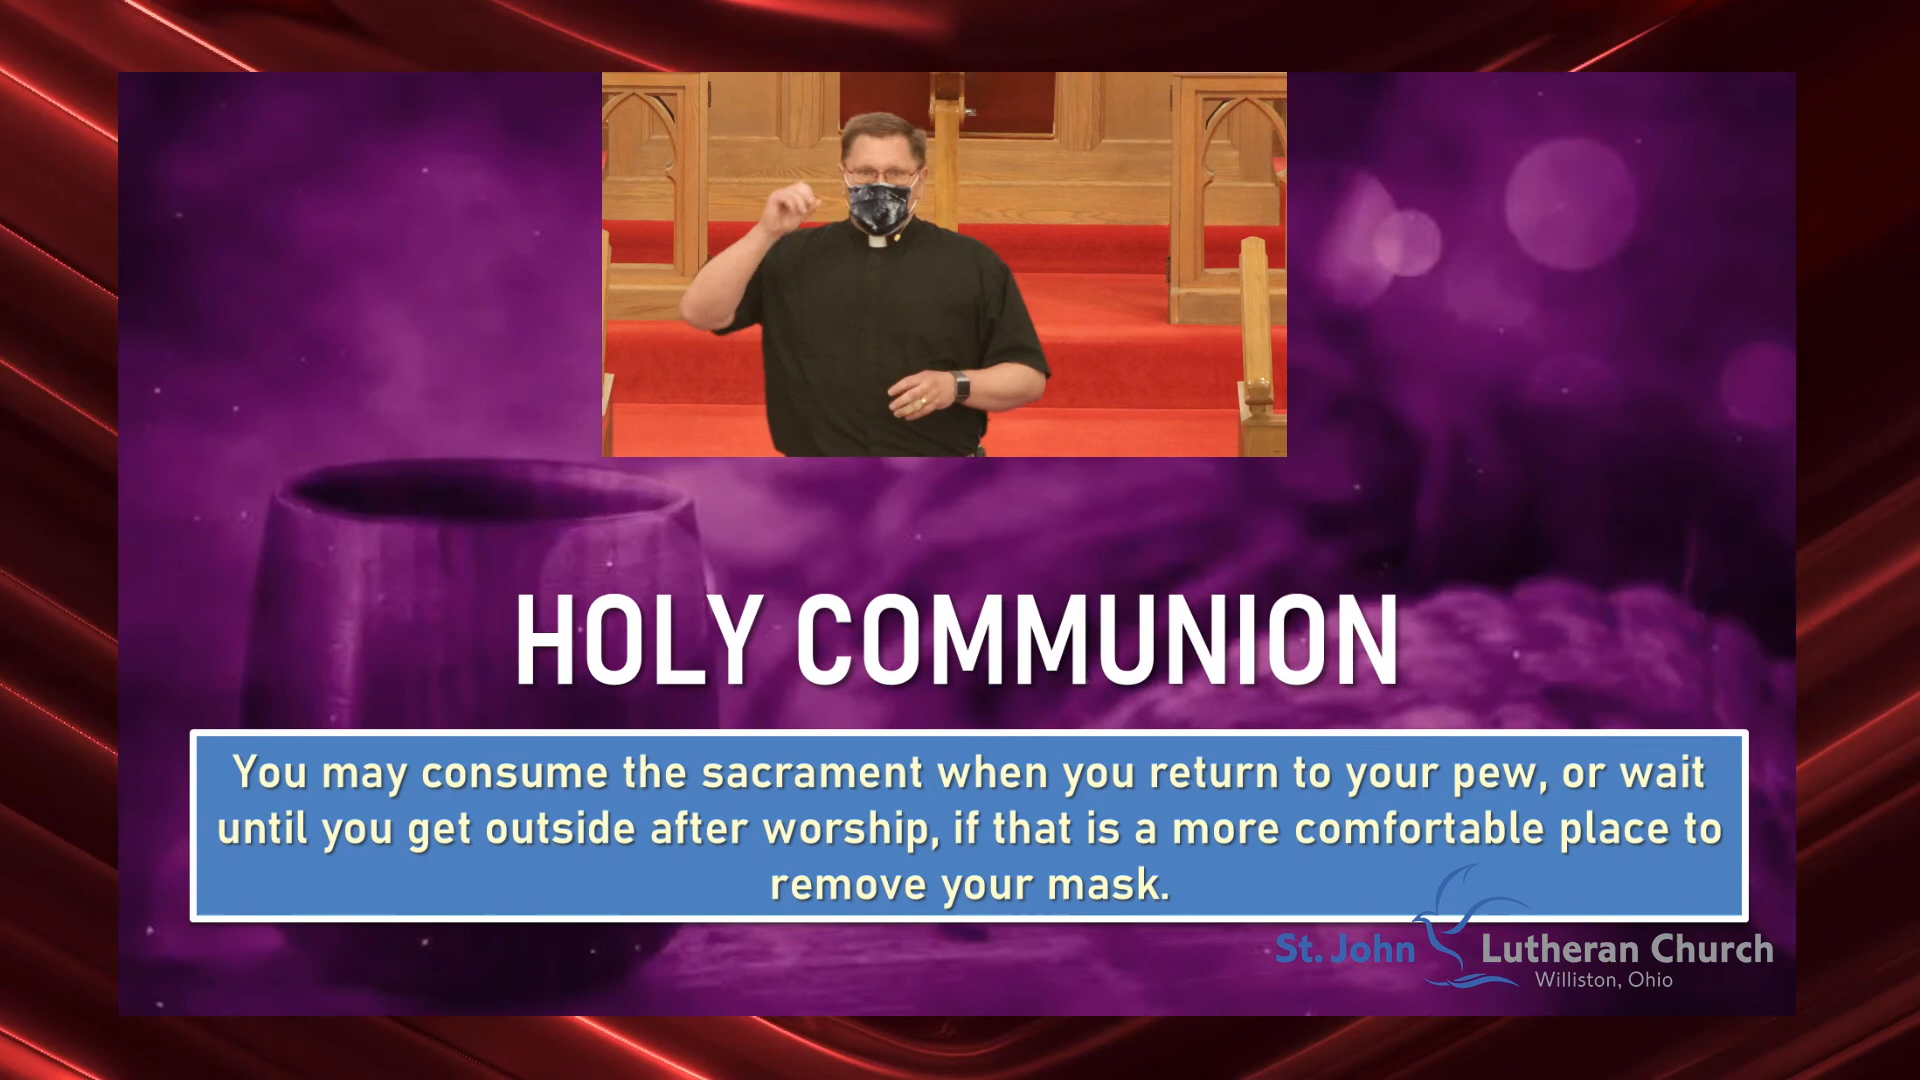 HOLY COMMUNION
You may consume the sacrament when you return to your pew, or wait
until you get outside after worship, if that is a more comfortable place to
remove your mask.
St. John Lutheran Church
Williston, Ohio